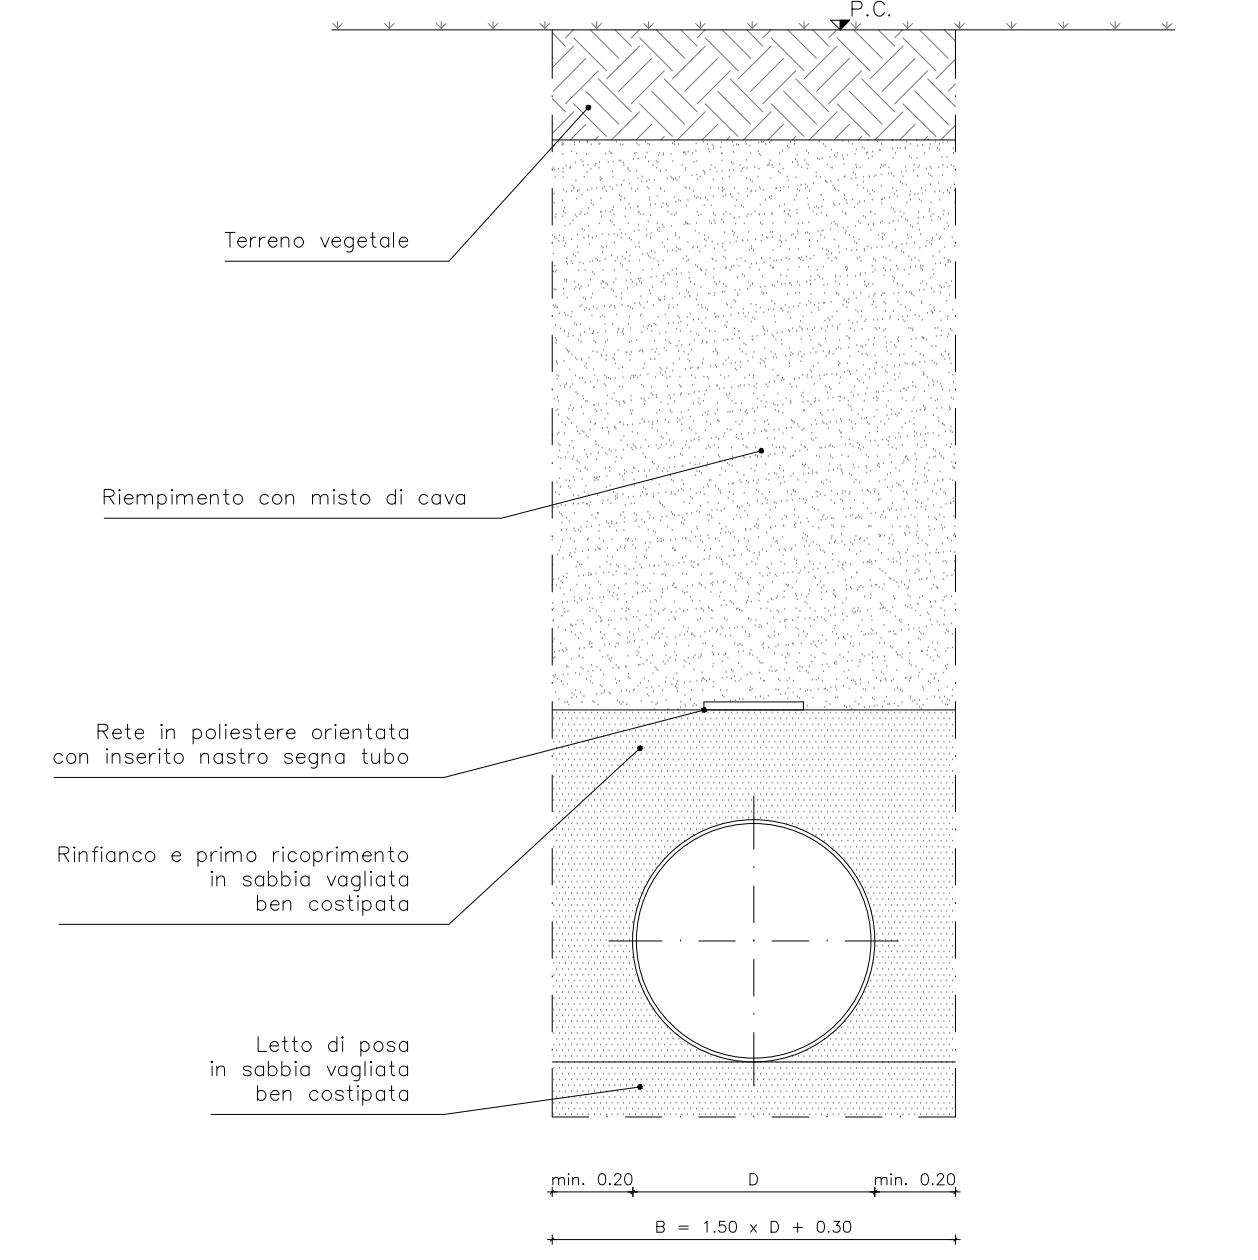 P.C.
Terreno vegetale
Riempimento con misto di cava
Rete in poliestere orientata
con inserito nastro segna tubo
Rinfianco e primo ricoprimento
in sabbia vagliata
ben costipata
Letto di posa
in sabbia vagliata
ben costipata
min. 0.20 D min. 0.20
B = 1.50 x D + 0.30